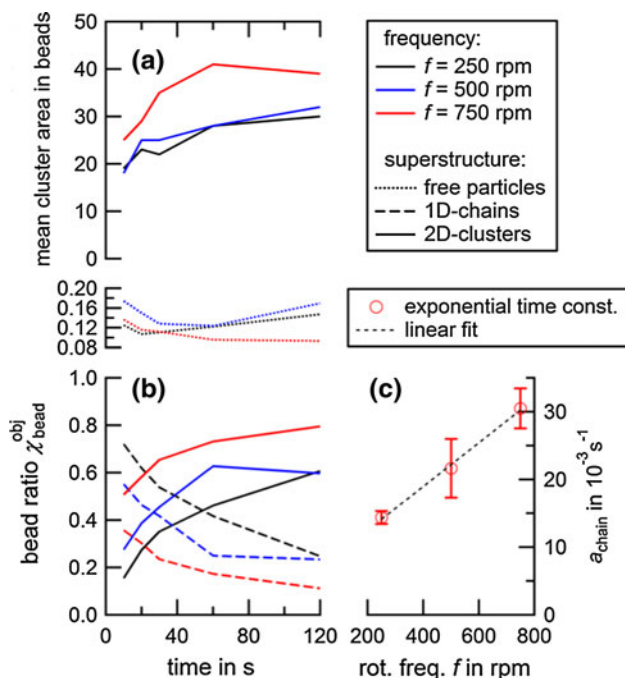 (a)
mean cluster area in beads
50
40
30
20
10
0
frequency:
f = 250 rpm
f = 500 rpm
f = 750 rpm
superstructure:
free particles
1D-chains
2D-clusters
0.20
0.16
0.12
0.08
exponential time const.
linear fit
(b)
bead ratio χ_bead^obj
1.0
0.8
0.6
0.4
0.2
0.0
0 40 80 120
time in s
(c)
30
20
10
0
a_chain in 10⁻³ s⁻¹
200 400 600 800
rot. freq. f in rpm